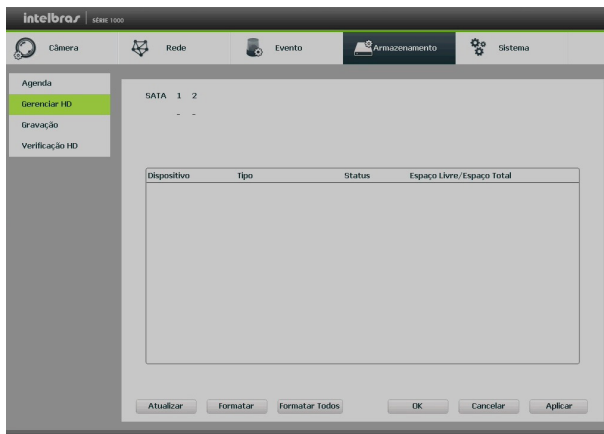 intelbras SÉRIE 1000
Câmera Rede Evento Armazenamento Sistema
Agenda
Gerenciar HD
Gravação
Verificação HD
SATA 1 2
- -
Dispositivo Tipo Status Espaço Livre/Espaço Total
Atualizar Formatar Formatar Todos OK Cancelar Aplicar